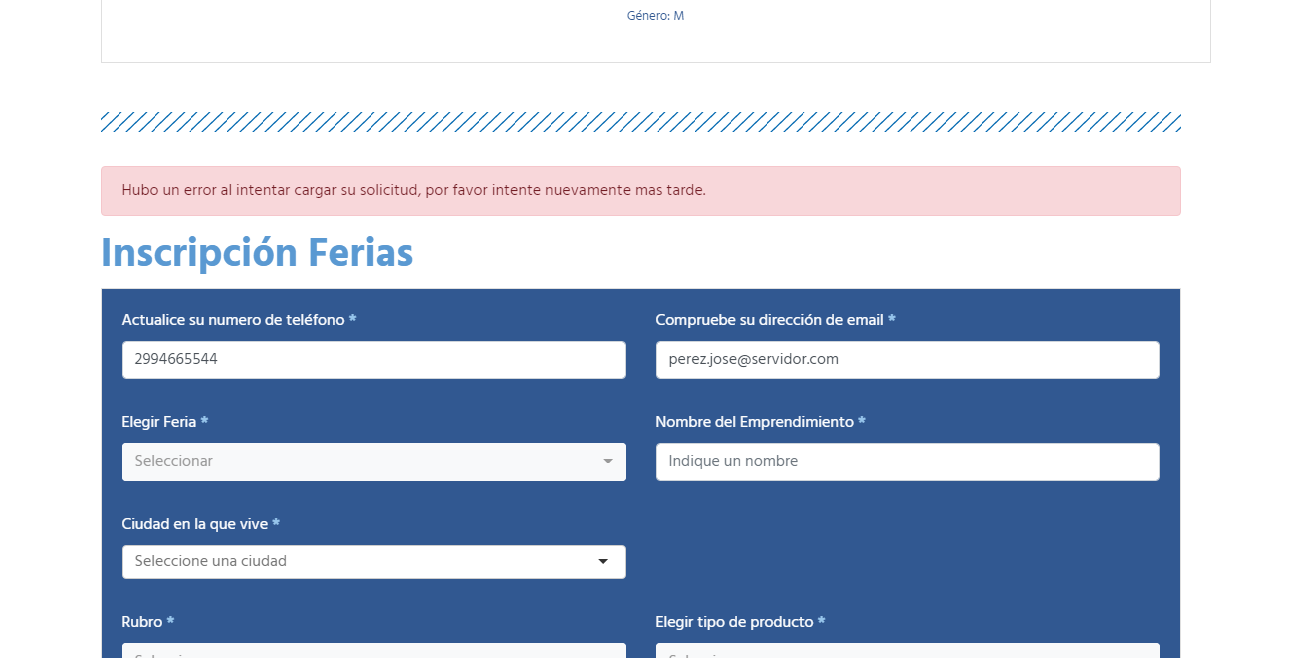 Género: M
Hubo un error al intentar cargar su solicitud, por favor intente nuevamente mas tarde.
Inscripción Ferias
Actualice su numero de teléfono *
Compruebe su dirección de email *
2994665544
perez.jose@servidor.com
Elegir Feria *
Nombre del Emprendimiento *
Seleccionar
Indique un nombre
Ciudad en la que vive *
Seleccione una ciudad
Rubro *
Elegir tipo de producto *